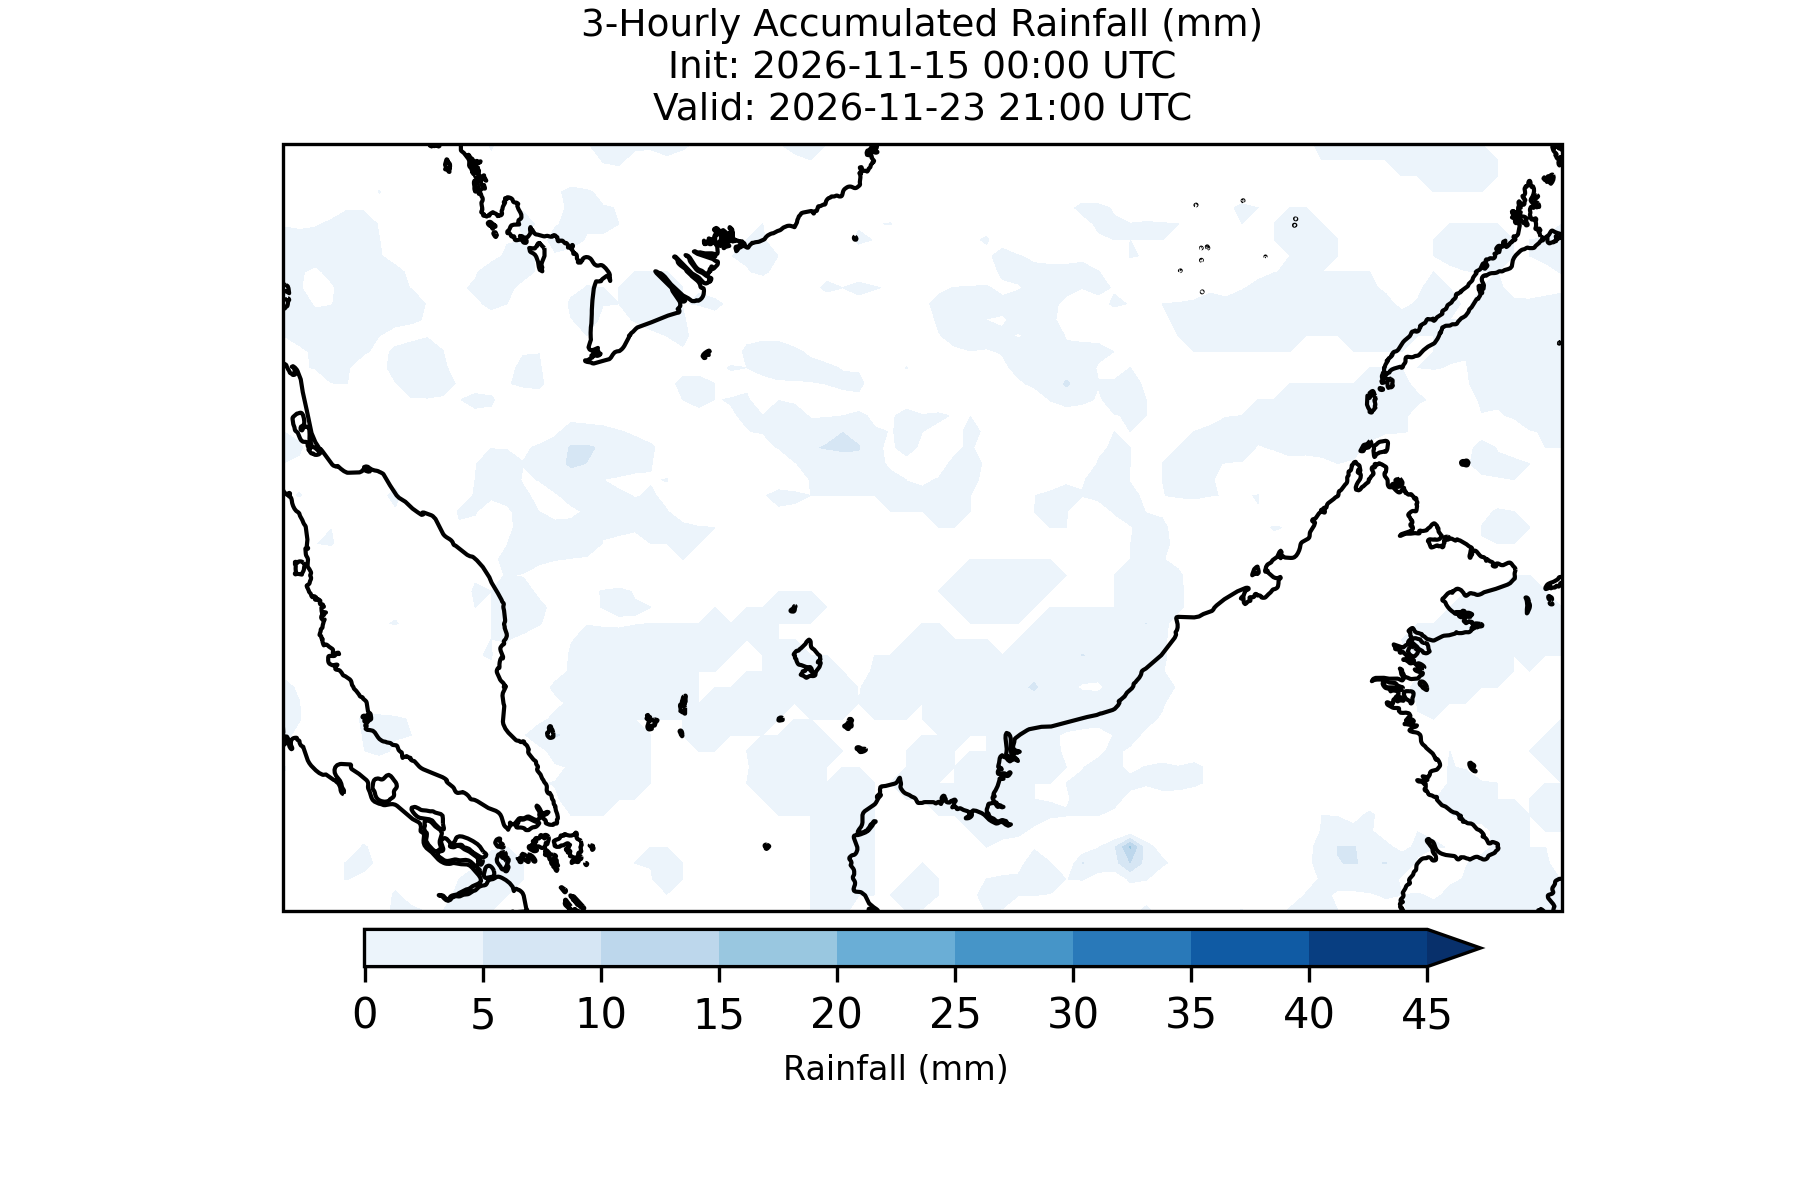 3-Hourly Accumulated Rainfall (mm)
Init: 2026-11-15 00:00 UTC
Valid: 2026-11-23 21:00 UTC
0 5 10 15 20 25 30 35 40 45
Rainfall (mm)